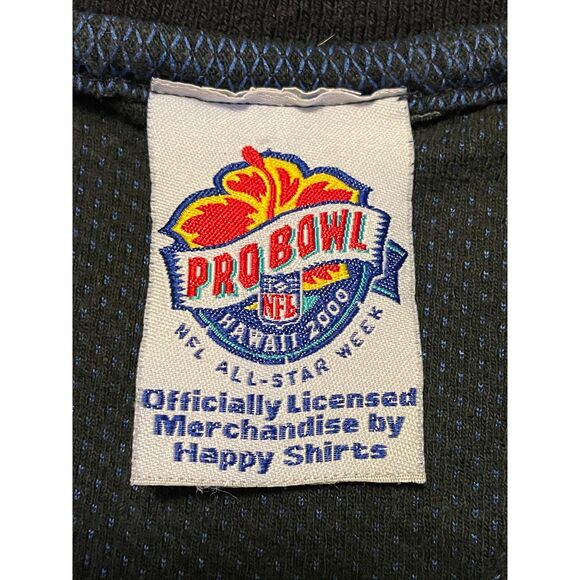 PRO BOWL
NFL
HAWAII 2000
NFL ALL-STAR WEEK
Officially Licensed
Merchandise by
Happy Shirts